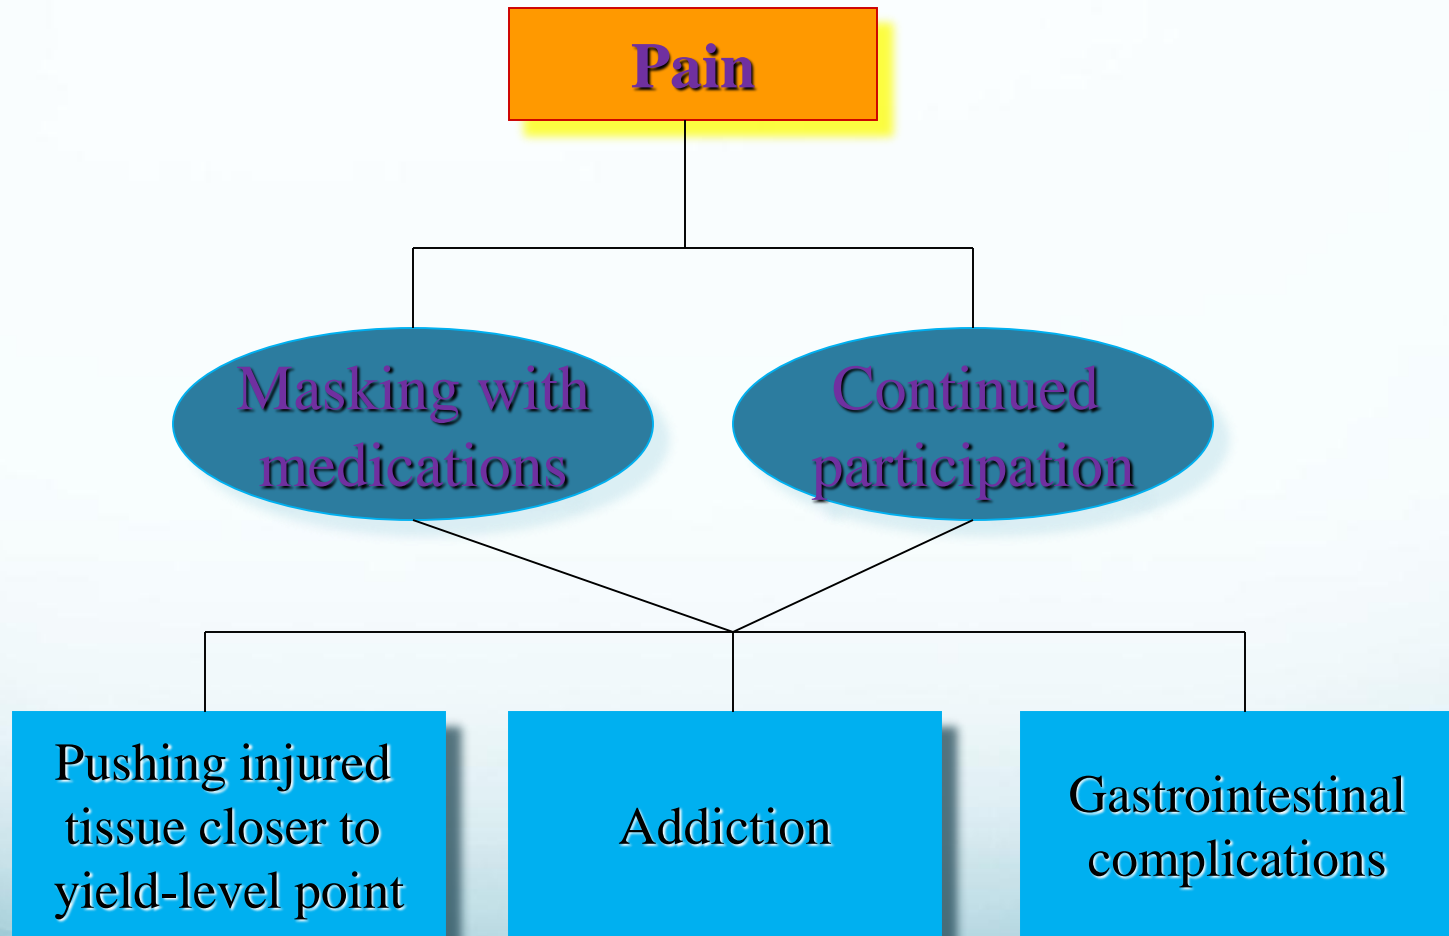 Pain
Masking with
medications
Continued
participation
Pushing injured
tissue closer to
yield-level point
Addiction
Gastrointestinal
complications